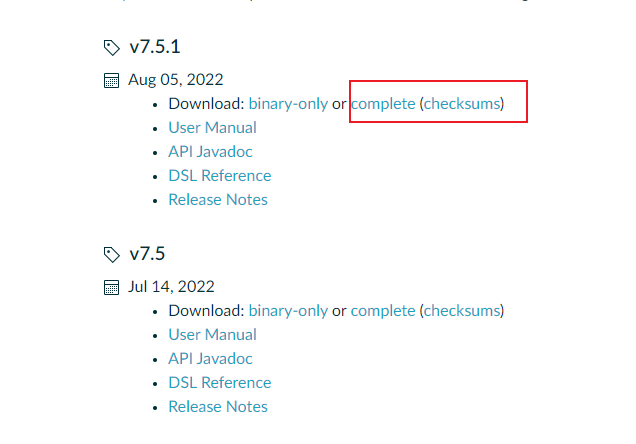 v7.5.1
Aug 05, 2022
Download: binary-only or complete (checksums)
User Manual
API Javadoc
DSL Reference
Release Notes
v7.5
Jul 14, 2022
Download: binary-only or complete (checksums)
User Manual
API Javadoc
DSL Reference
Release Notes